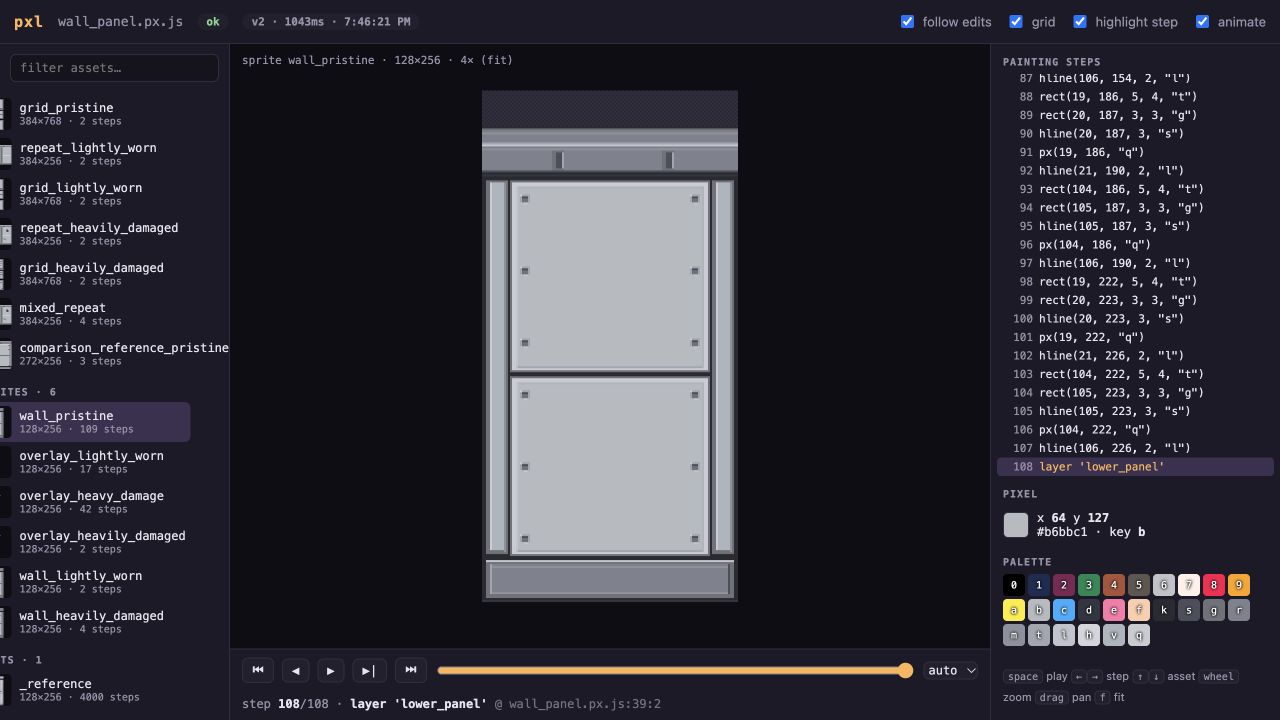 pxl wall_panel.px.js ok v2 · 1043ms · 7:46:21 PM follow edits grid highlight step animate
filter assets…
grid_pristine
384×768 · 2 steps
repeat_lightly_worn
384×256 · 2 steps
grid_lightly_worn
384×768 · 2 steps
repeat_heavily_damaged
384×256 · 2 steps
grid_heavily_damaged
384×768 · 2 steps
mixed_repeat
384×256 · 4 steps
comparison_reference_pristine
272×256 · 3 steps
ITES · 6
wall_pristine
128×256 · 109 steps
overlay_lightly_worn
128×256 · 17 steps
overlay_heavy_damage
128×256 · 42 steps
overlay_heavily_damaged
128×256 · 2 steps
wall_lightly_worn
128×256 · 2 steps
wall_heavily_damaged
128×256 · 4 steps
TS · 1
_reference
128×256 · 4000 steps
sprite wall_pristine · 128×256 · 4× (fit)
auto
step 108/108 · layer 'lower_panel' @ wall_panel.px.js:39:2
PAINTING STEPS
87 hline(106, 154, 2, "l")
88 rect(19, 186, 5, 4, "t")
89 rect(20, 187, 3, 3, "g")
90 hline(20, 187, 3, "s")
91 px(19, 186, "q")
92 hline(21, 190, 2, "l")
93 rect(104, 186, 5, 4, "t")
94 rect(105, 187, 3, 3, "g")
95 hline(105, 187, 3, "s")
96 px(104, 186, "q")
97 hline(106, 190, 2, "l")
98 rect(19, 222, 5, 4, "t")
99 rect(20, 223, 3, 3, "g")
100 hline(20, 223, 3, "s")
101 px(19, 222, "q")
102 hline(21, 226, 2, "l")
103 rect(104, 222, 5, 4, "t")
104 rect(105, 223, 3, 3, "g")
105 hline(105, 223, 3, "s")
106 px(104, 222, "q")
107 hline(106, 226, 2, "l")
108 layer 'lower_panel'
PIXEL
x 64 y 127
#b6bbc1 · key b
PALETTE
0 1 2 3 4 5 6 7 8 9
a b c d e f k s g r
m t l h v q
space play ← → step ↑ ↓ asset wheel
zoom drag pan f fit